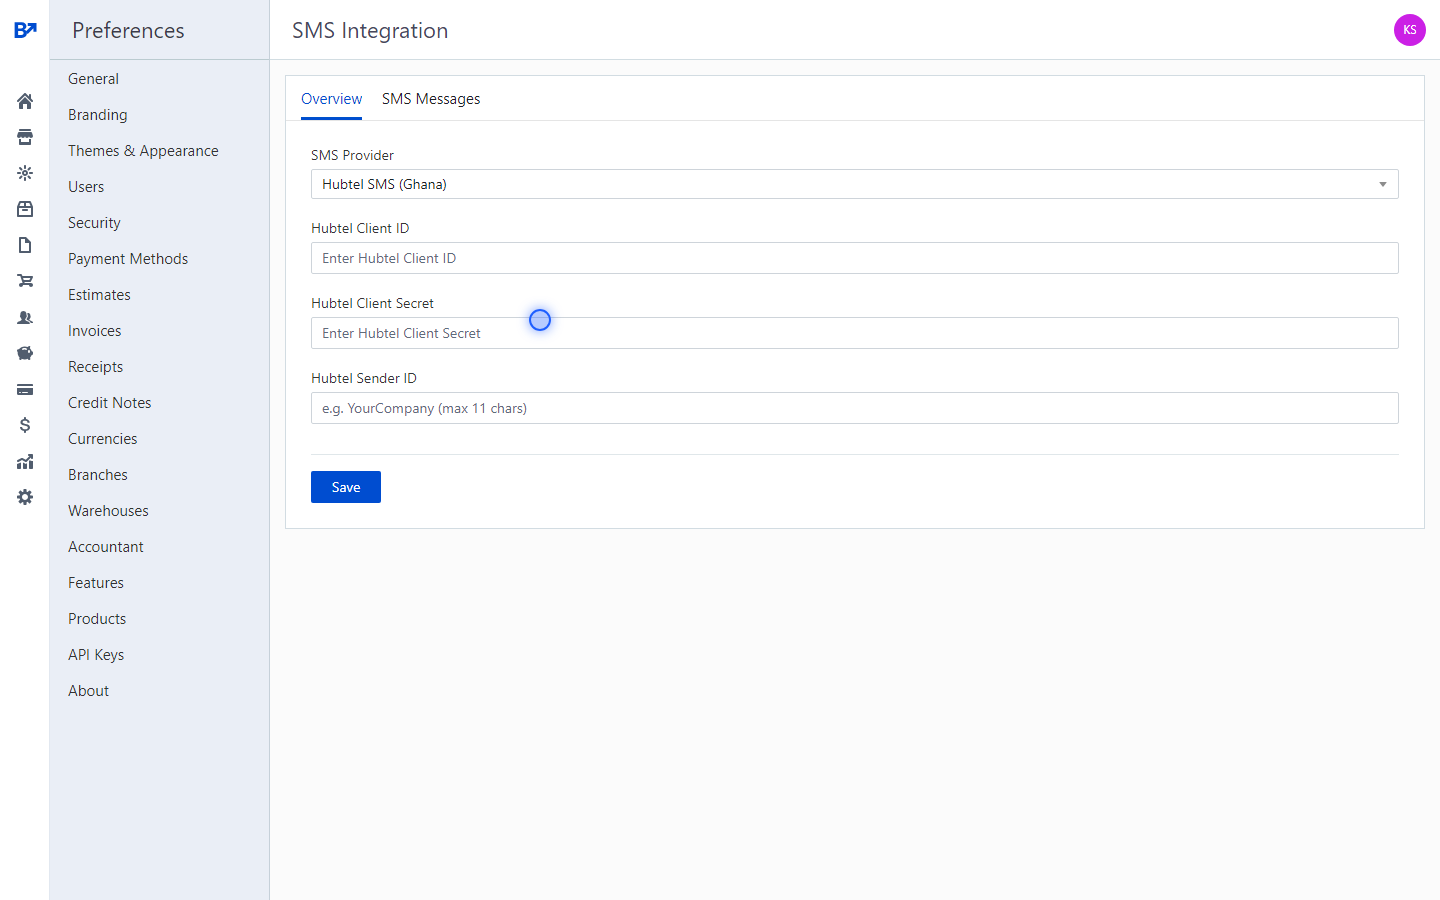 B
Preferences
SMS Integration
KS
General
Branding
Themes & Appearance
Users
Security
Payment Methods
Estimates
Invoices
Receipts
Credit Notes
Currencies
Branches
Warehouses
Accountant
Features
Products
API Keys
About
Overview
SMS Messages
SMS Provider
Hubtel SMS (Ghana)
Hubtel Client ID
Enter Hubtel Client ID
Hubtel Client Secret
Enter Hubtel Client Secret
Hubtel Sender ID
e.g. YourCompany (max 11 chars)
Save